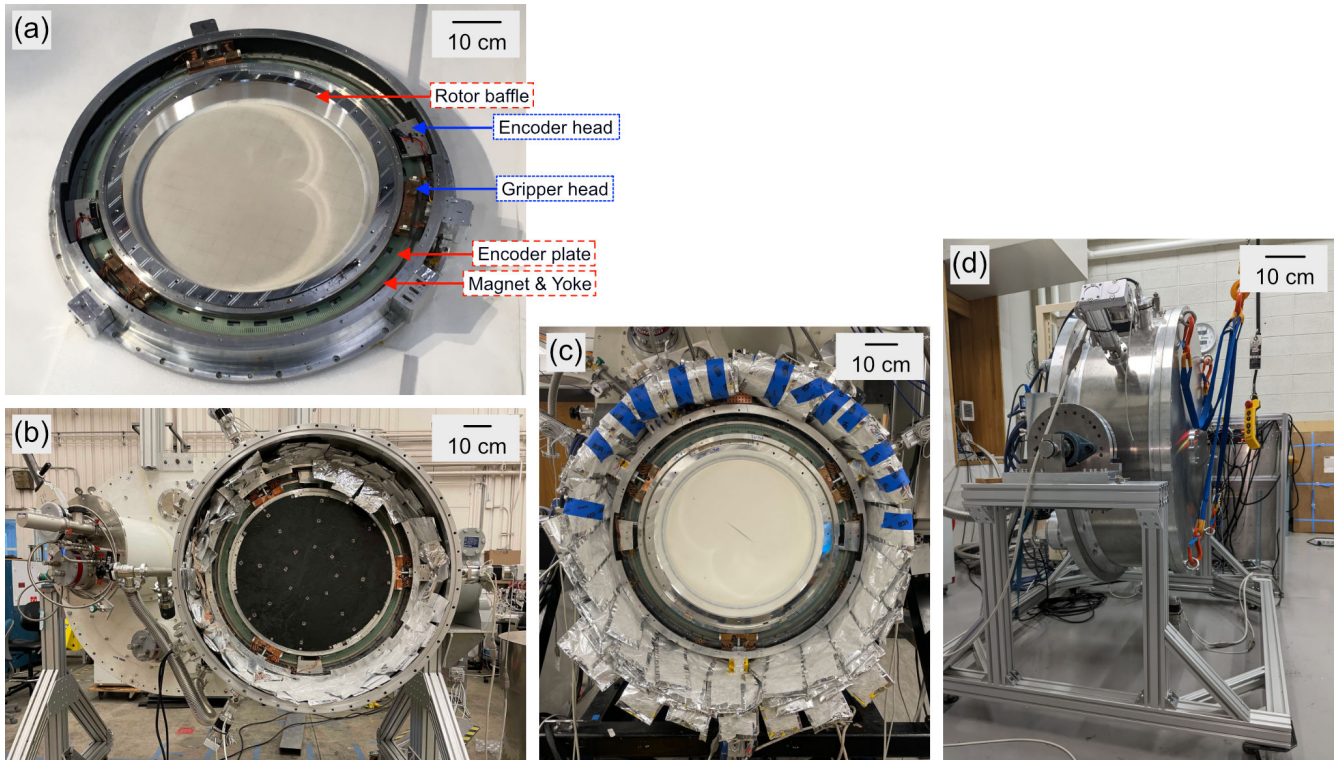 (a)
10 cm
Rotor baffle
Encoder head
Gripper head
Encoder plate
Magnet & Yoke
(b)
10 cm
(c)
10 cm
(d)
10 cm